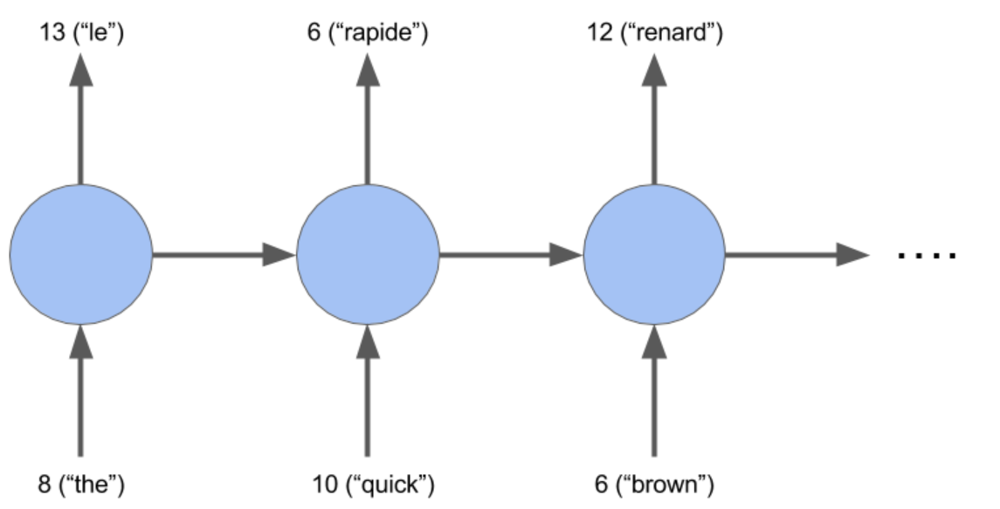 13 (“le”)
6 (“rapide”)
12 (“renard”)
....
8 (“the”)
10 (“quick”)
6 (“brown”)